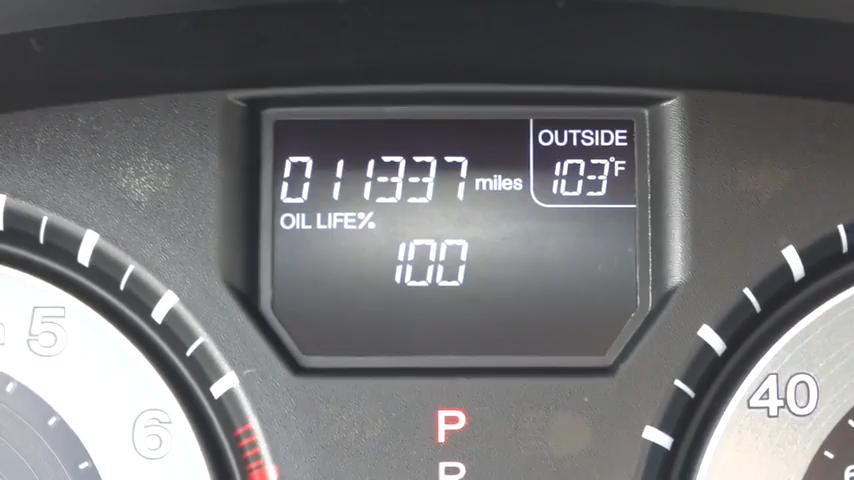 OUTSIDE
011337 miles
103°F
OIL LIFE%
100
5
6
40
P
R